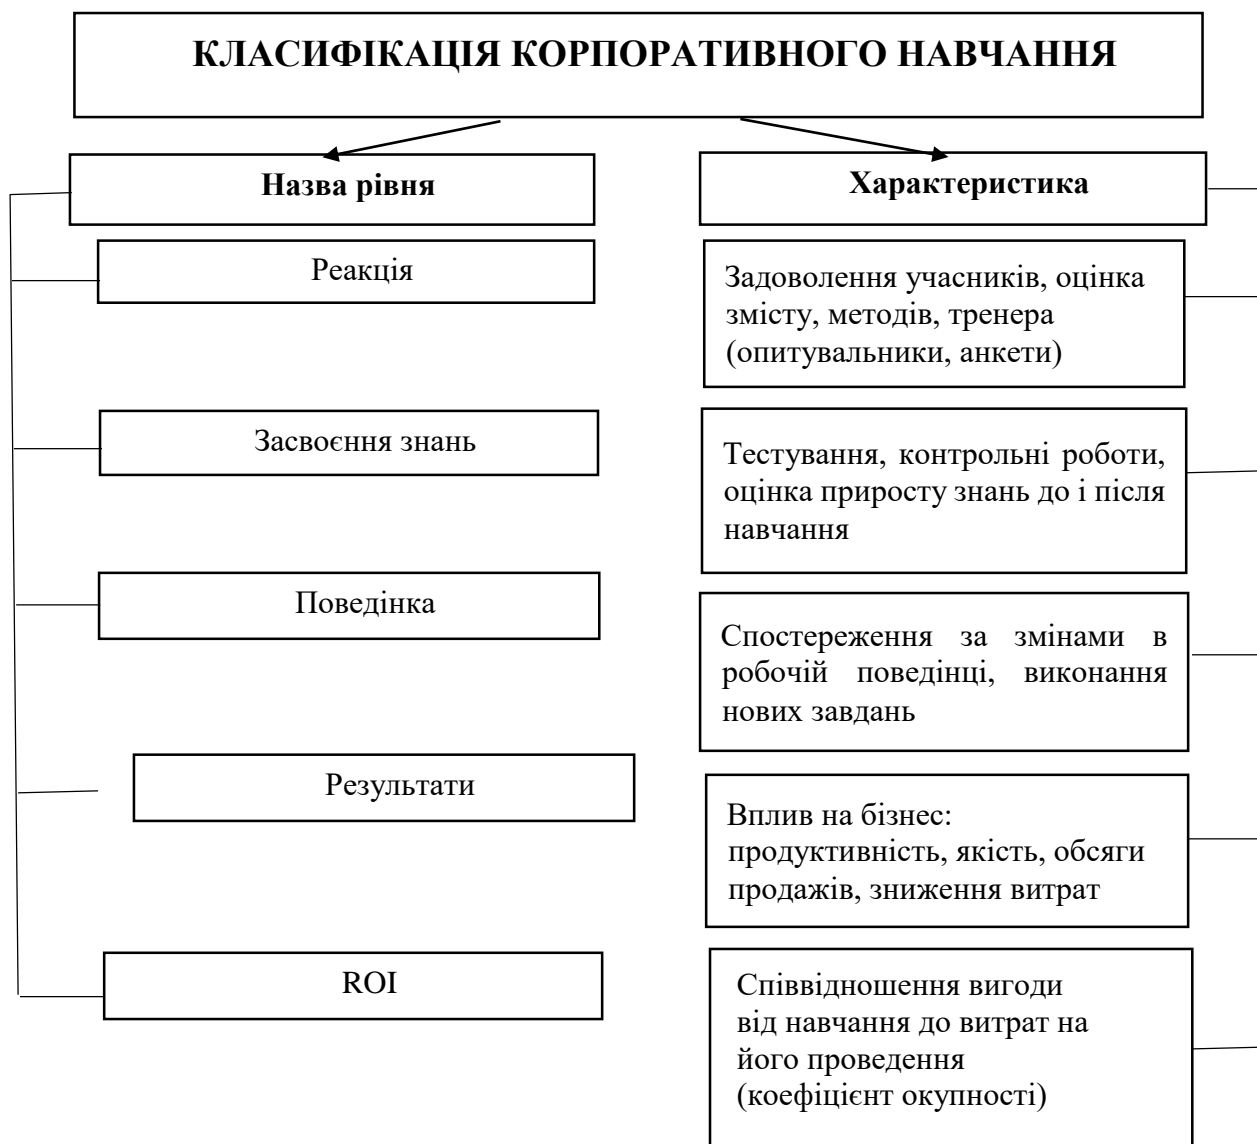 КЛАСИФІКАЦІЯ КОРПОРАТИВНОГО НАВЧАННЯ
Назва рівня
Характеристика
Реакція
Задоволення учасників, оцінка
змісту, методів, тренера
(опитувальники, анкети)
Засвоєння знань
Тестування, контрольні роботи,
оцінка приросту знань до і після
навчання
Поведінка
Спостереження за змінами в
робочій поведінці, виконання
нових завдань
Результати
Вплив на бізнес:
продуктивність, якість, обсяги
продажів, зниження витрат
ROI
Співвідношення вигоди
від навчання до витрат на
його проведення
(коефіцієнт окупності)